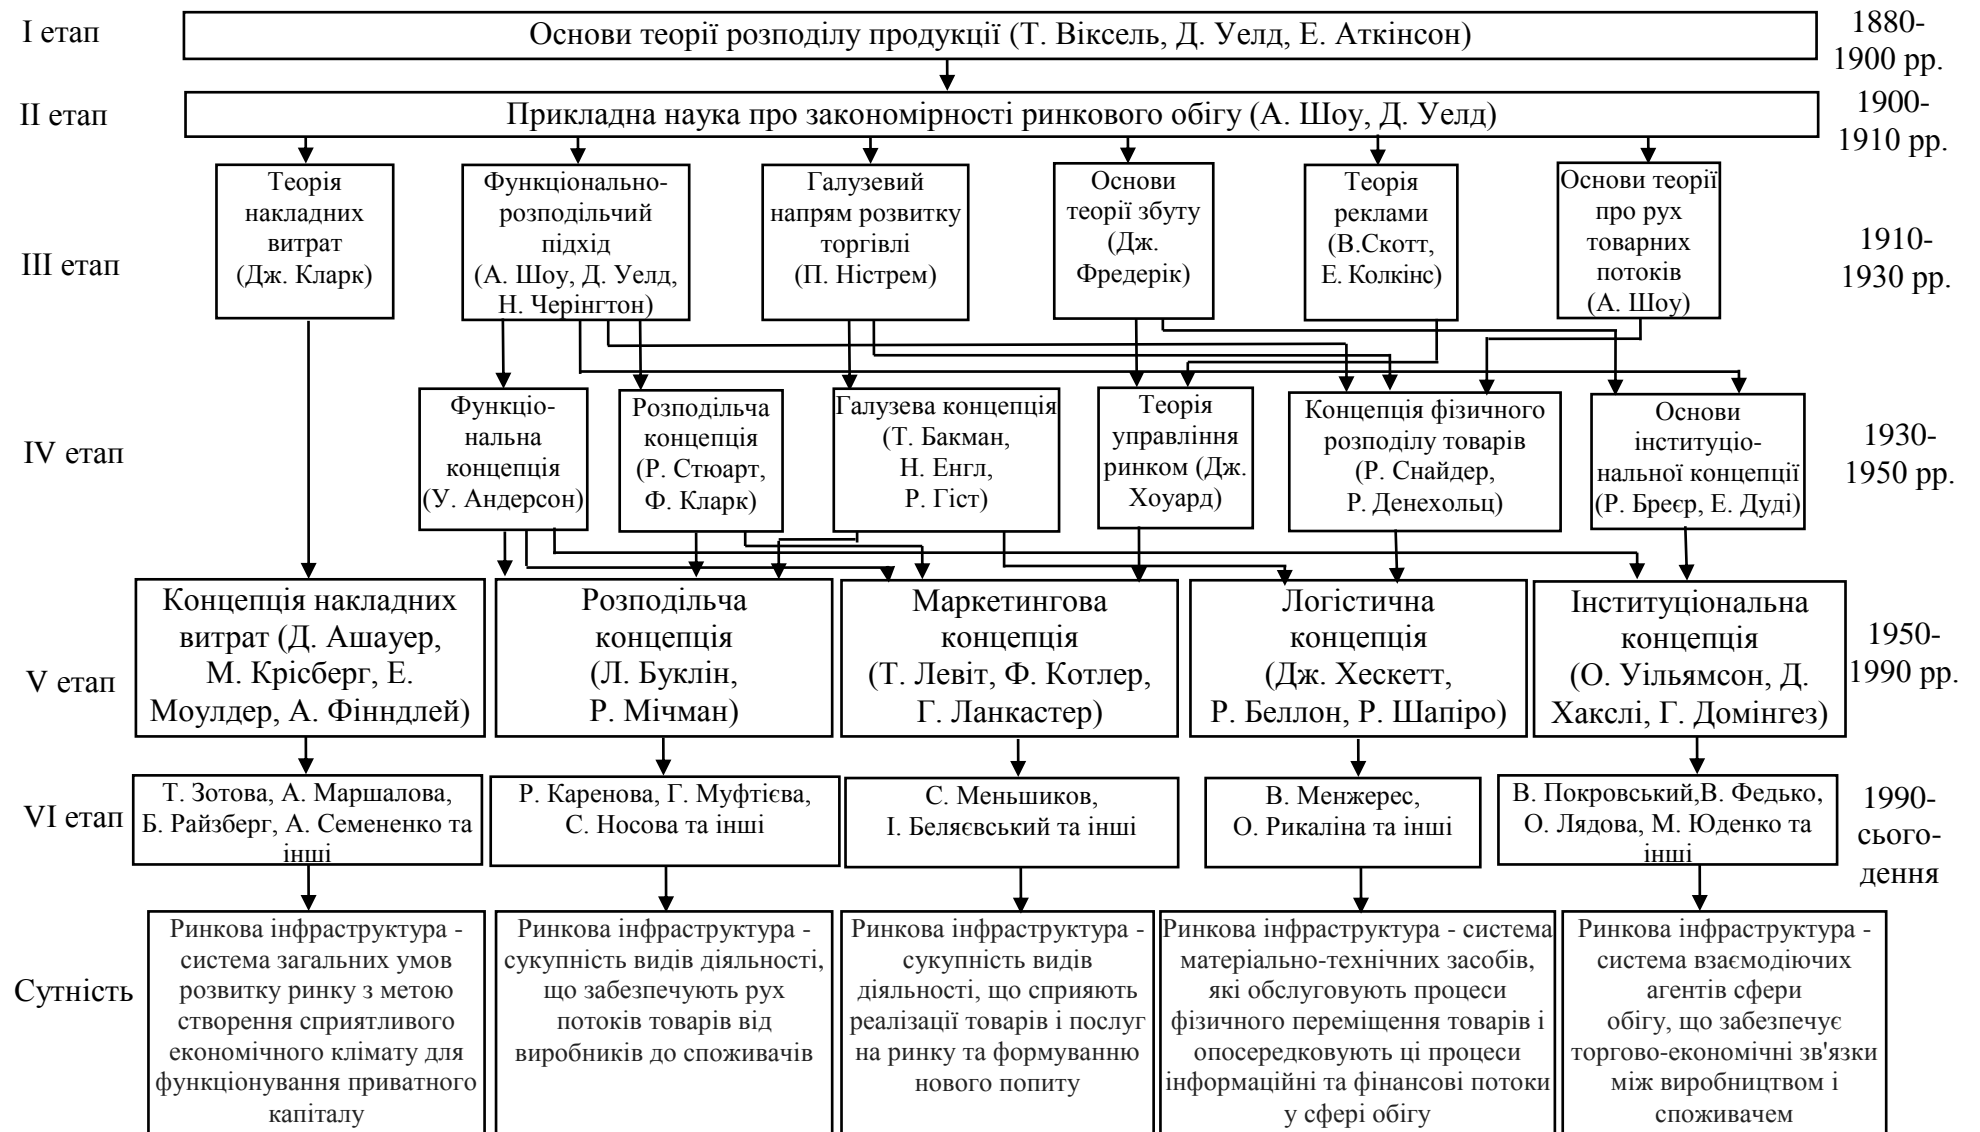 І етап
Основи теорії розподілу продукції (Т. Віксель, Д. Уелд, Е. Аткінсон)
1880-
1900 рр.
ІІ етап
Прикладна наука про закономірності ринкового обігу (А. Шоу, Д. Уелд)
1900-
1910 рр.
ІІІ етап
Теорія
накладних
витрат
(Дж. Кларк)
Функціонально-
розподільчий
підхід
(А. Шоу, Д. Уелд,
Н. Черінгтон)
Галузевий
напрям розвитку
торгівлі
(П. Ністрем)
Основи
теорії збуту
(Дж.
Фредерік)
Теорія
реклами
(В.Скотт,
Е. Колкінс)
Основи теорії
про рух
товарних
потоків
(А. Шоу)
1910-
1930 рр.
IV етап
Функціо-
нальна
концепція
(У. Андерсон)
Розподільча
концепція
(Р. Стюарт,
Ф. Кларк)
Галузева концепція
(Т. Бакман,
Н. Енгл,
Р. Гіст)
Теорія
управління
ринком (Дж.
Хоуард)
Концепція фізичного
розподілу товарів
(Р. Снайдер,
Р. Денехольц)
Основи
інституціо-
нальної концепції
(Р. Бреєр, Е. Дуді)
1930-
1950 рр.
V етап
Концепція накладних
витрат (Д. Ашауер,
М. Крісберг, Е.
Моулдер, А. Фінндлей)
Розподільча
концепція
(Л. Буклін,
Р. Мічман)
Маркетингова
концепція
(Т. Левіт, Ф. Котлер,
Г. Ланкастер)
Логістична
концепція
(Дж. Хескетт,
Р. Беллон, Р. Шапіро)
Інституціональна
концепція
(О. Уільямсон, Д.
Хакслі, Г. Домінгез)
1950-
1990 рр.
VI етап
Т. Зотова, А. Маршалова,
Б. Райзберг, А. Семененко та
інші
Р. Каренова, Г. Муфтієва,
С. Носова та інші
С. Меньшиков,
І. Беляєвський та інші
В. Менжерес,
О. Рикаліна та інші
В. Покровський,В. Федько,
О. Лядова, М. Юденко та
інші
1990-
сього-
дення
Сутність
Ринкова інфраструктура -
система загальних умов
розвитку ринку з метою
створення сприятливого
економічного клімату для
функціонування приватного
капіталу
Ринкова інфраструктура -
сукупність видів діяльності,
що забезпечують рух
потоків товарів від
виробників до споживачів
Ринкова інфраструктура -
сукупність видів
діяльності, що сприяють
реалізації товарів і послуг
на ринку та формуванню
нового попиту
Ринкова інфраструктура - система
матеріально-технічних засобів,
які обслуговують процеси
фізичного переміщення товарів і
опосередковують ці процеси
інформаційні та фінансові потоки
у сфері обігу
Ринкова інфраструктура -
система взаємодіючих
агентів сфери
обігу, що забезпечує
торгово-економічні зв'язки
між виробництвом і
споживачем